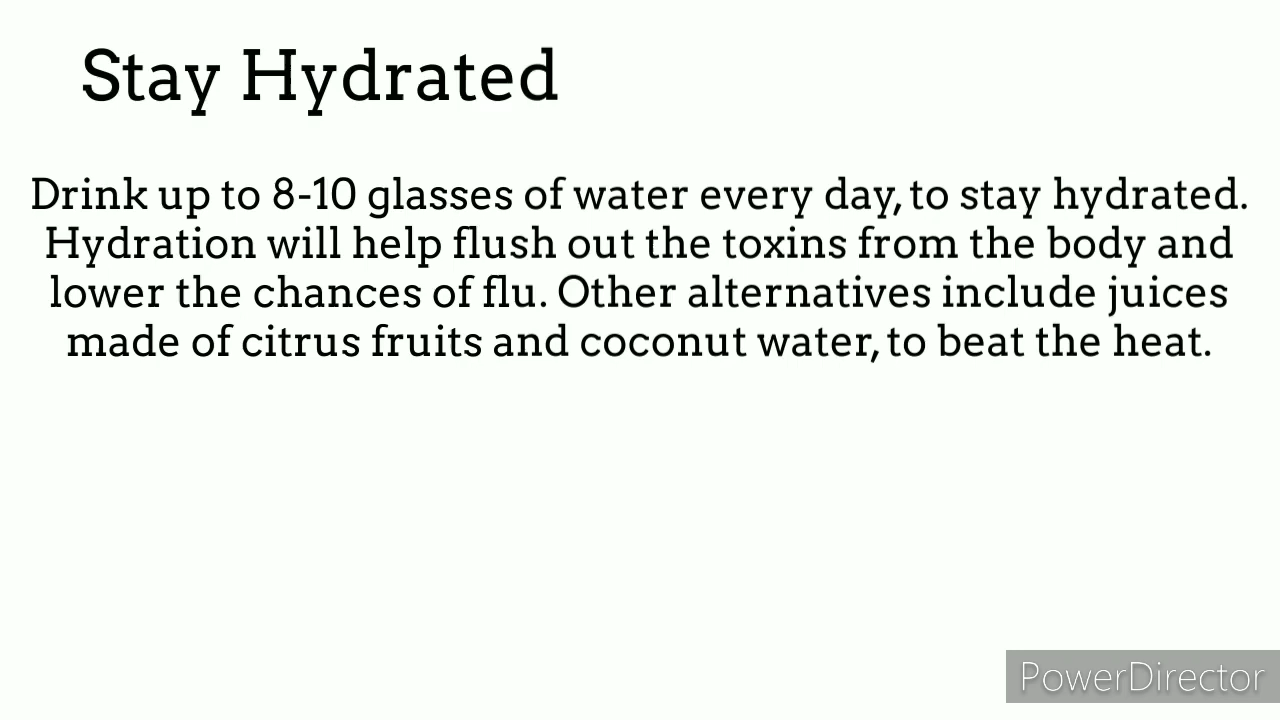 Stay Hydrated
Drink up to 8-10 glasses of water every day, to stay hydrated.
Hydration will help flush out the toxins from the body and
lower the chances of flu. Other alternatives include juices
made of citrus fruits and coconut water, to beat the heat.
PowerDirector